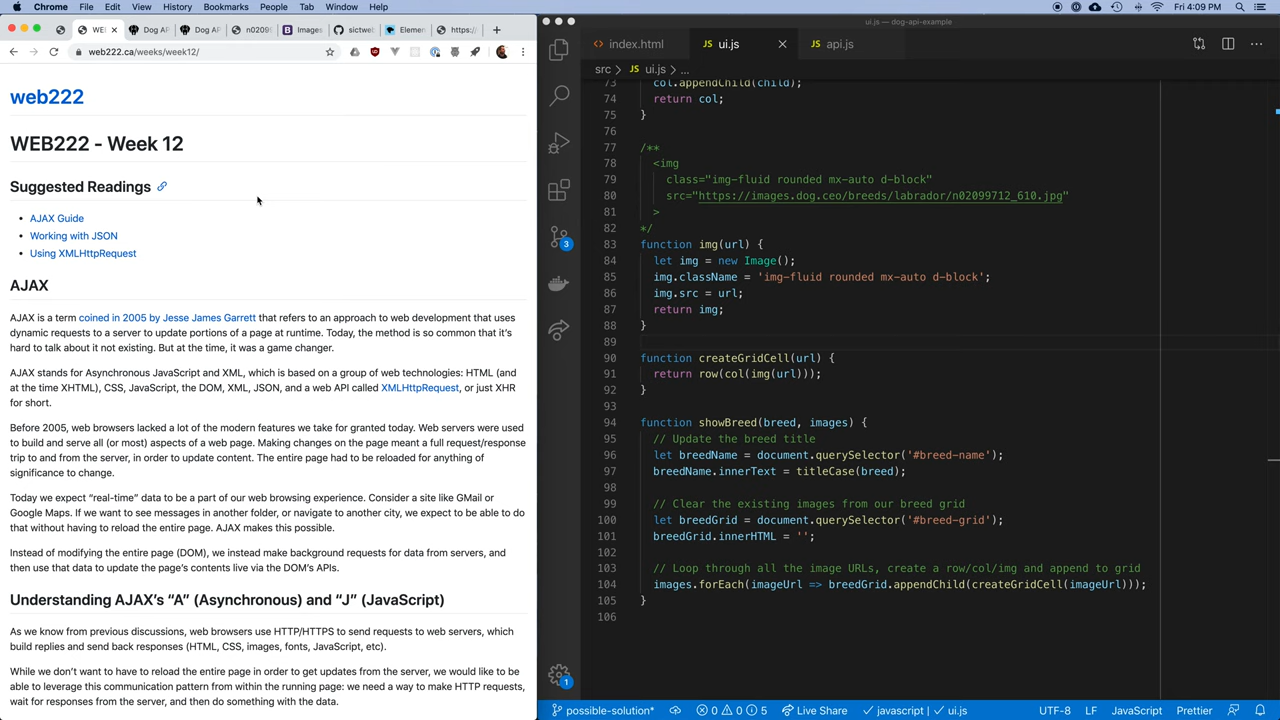 Chrome File Edit View History Bookmarks People Tab Window Help
Fri 4:09 PM
WE
Dog AP
Dog A
n0209
Images
sictwe
Elemen
https:/
web222.ca/weeks/week12/
web222
WEB222 - Week 12
Suggested Readings
• AJAX Guide
• Working with JSON
• Using XMLHttpRequest
AJAX
AJAX is a term coined in 2005 by Jesse James Garrett that refers to an approach to web development that uses
dynamic requests to a server to update portions of a page at runtime. Today, the method is so common that it’s
hard to talk about it not existing. But at the time, it was a game changer.
AJAX stands for Asynchronous JavaScript and XML, which is based on a group of web technologies: HTML (and
at the time XHTML), CSS, JavaScript, the DOM, XML, JSON, and a web API called XMLHttpRequest, or just XHR
for short.
Before 2005, web browsers lacked a lot of the modern features we take for granted today. Web servers were used
to build and serve all (or most) aspects of a web page. Making changes on the page meant a full request/response
trip to and from the server, in order to update content. The entire page had to be reloaded for anything of
significance to change.
Today we expect “real-time” data to be a part of our web browsing experience. Consider a site like GMail or
Google Maps. If we want to see messages in another folder, or navigate to another city, we expect to be able to do
that without having to reload the entire page. AJAX makes this possible.
Instead of modifying the entire page (DOM), we instead make background requests for data from servers, and
then use that data to update the page’s contents live via the DOM’s APIs.
Understanding AJAX’s “A” (Asynchronous) and “J” (JavaScript)
As we know from previous discussions, web browsers use HTTP/HTTPS to send requests to web servers, which
build replies and send back responses (HTML, CSS, images, fonts, JavaScript, etc).
While we don’t want to have to reload the entire page in order to get updates from the server, we would like to be
able to leverage this communication pattern from within the running page: we need a way to make HTTP requests,
wait for responses from the server, and then do something with the data.
ui.js — dog-api-example
index.html
JS ui.js
JS api.js
src > JS ui.js > ...
73 col.appendChild(child);
74 return col;
75 }
76
77 /**
78 <img
79 class="img-fluid rounded mx-auto d-block"
80 src="https://images.dog.ceo/breeds/labrador/n02099712_610.jpg"
81 >
82 */
83 function img(url) {
84 let img = new Image();
85 img.className = 'img-fluid rounded mx-auto d-block';
86 img.src = url;
87 return img;
88 }
89
90 function createGridCell(url) {
91 return row(col(img(url)));
92 }
93
94 function showBreed(breed, images) {
95 // Update the breed title
96 let breedName = document.querySelector('#breed-name');
97 breedName.innerText = titleCase(breed);
98
99 // Clear the existing images from our breed grid
100 let breedGrid = document.querySelector('#breed-grid');
101 breedGrid.innerHTML = '';
102
103 // Loop through all the image URLs, create a row/col/img and append to grid
104 images.forEach(imageUrl => breedGrid.appendChild(createGridCell(imageUrl)));
105 }
106
3
1
possible-solution* 0 0 5 Live Share javascript | ui.js UTF-8 LF JavaScript Prettier